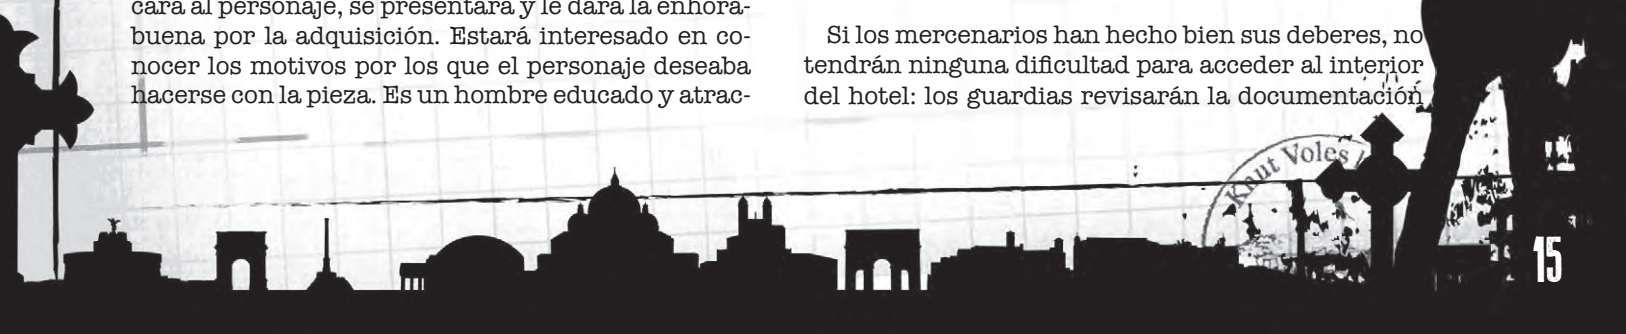 cará al personaje, se presentará y le dará la enhora-
buena por la adquisición. Estará interesado en co-
nocer los motivos por los que el personaje deseaba
hacerse con la pieza. Es un hombre educado y atrac-
Si los mercenarios han hecho bien sus deberes, no
tendrán ninguna dificultad para acceder al interior
del hotel: los guardias revisarán la documentación
Knut Voles
15